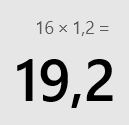 16 × 1,2 =
19,2